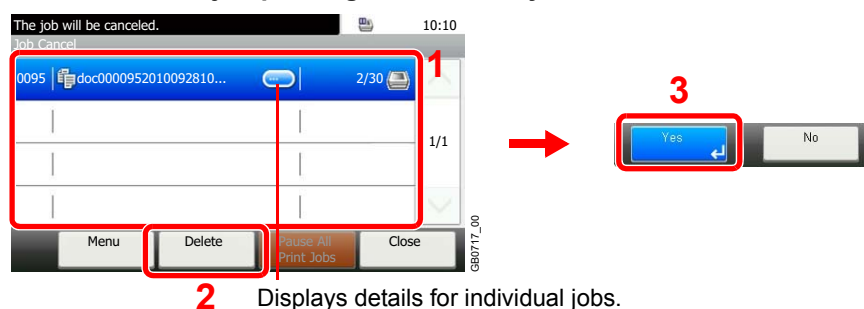 The job will be canceled. 10:10
Job Cancel
1
0095 doc0000952010092810... ... 2/30
1/1
Menu Delete Pause All Print Jobs Close
2
Displays details for individual jobs.
GB0717_00
3
Yes No